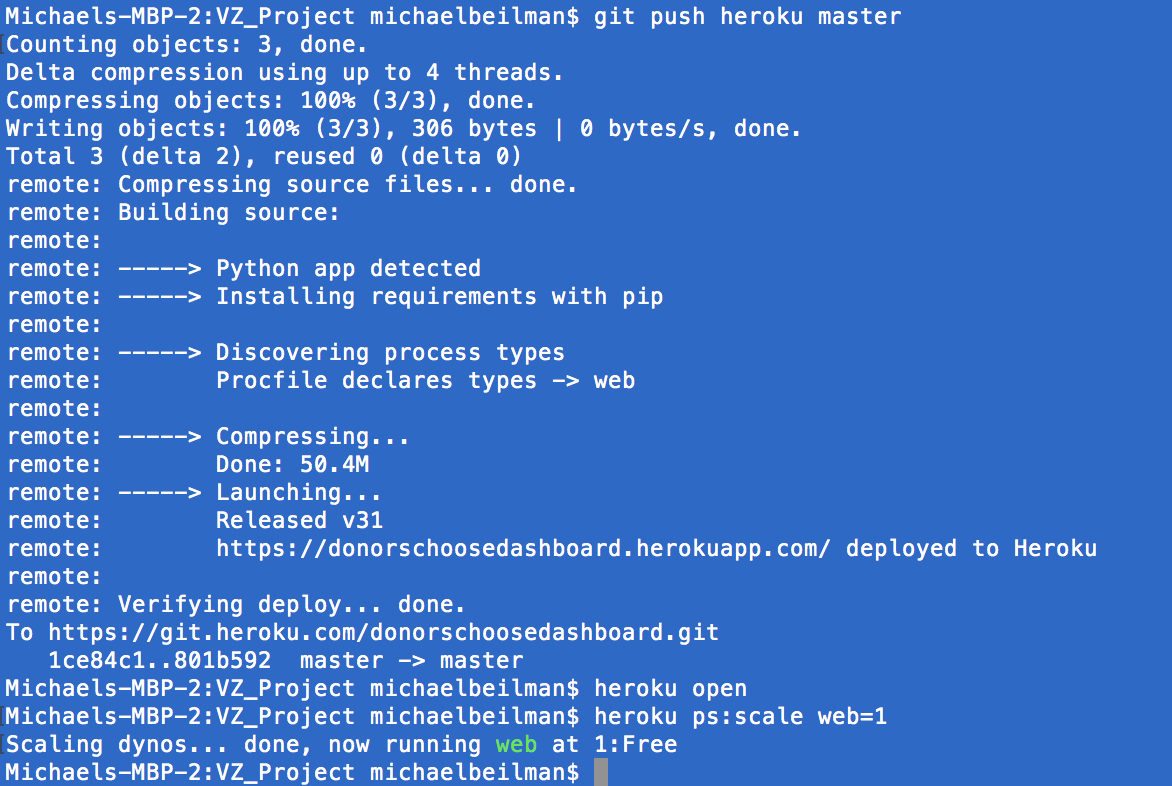 Michaels-MBP-2:VZ_Project michaelbeilman$ git push heroku master
Counting objects: 3, done.
Delta compression using up to 4 threads.
Compressing objects: 100% (3/3), done.
Writing objects: 100% (3/3), 306 bytes | 0 bytes/s, done.
Total 3 (delta 2), reused 0 (delta 0)
remote: Compressing source files... done.
remote: Building source:
remote:
remote: -----> Python app detected
remote: -----> Installing requirements with pip
remote:
remote: -----> Discovering process types
remote:        Procfile declares types -> web
remote:
remote: -----> Compressing...
remote:        Done: 50.4M
remote: -----> Launching...
remote:        Released v31
remote:        https://donorschoosedashboard.herokuapp.com/ deployed to Heroku
remote:
remote: Verifying deploy... done.
To https://git.heroku.com/donorschoosedashboard.git
   1ce84c1..801b592  master -> master
Michaels-MBP-2:VZ_Project michaelbeilman$ heroku open
Michaels-MBP-2:VZ_Project michaelbeilman$ heroku ps:scale web=1
Scaling dynos... done, now running web at 1:Free
Michaels-MBP-2:VZ_Project michaelbeilman$